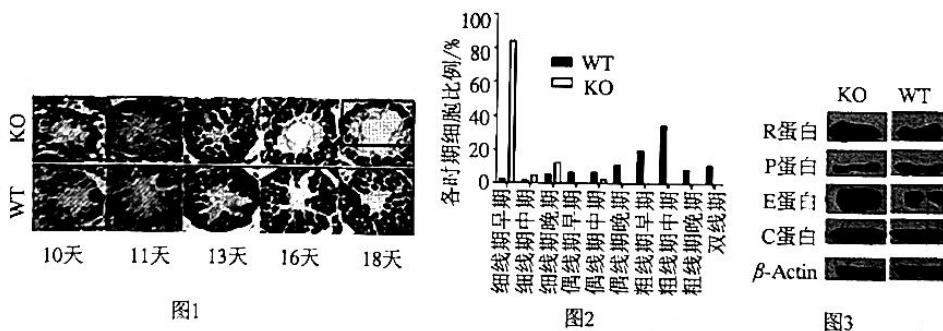 KO
WT
10天 11天 13天 16天 18天
图1
各时期细胞比例/%
100
80
60
40
20
0
WT
KO
细线期早期
细线期中期
细线期晚期
偶线期早期
偶线期中期
偶线期晚期
粗线期早期
粗线期中期
粗线期晚期
双线期
图2
KO WT
R蛋白
P蛋白
E蛋白
C蛋白
β-Actin
图3